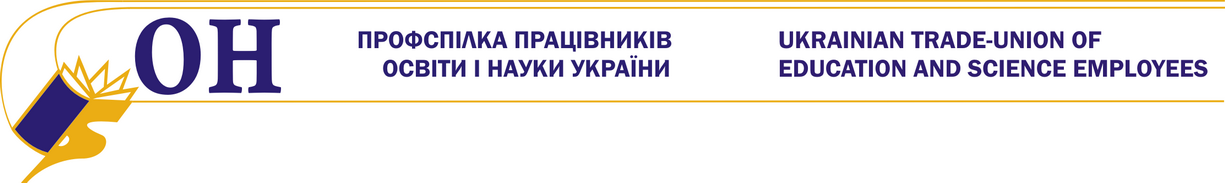 ОН
ПРОФСПІЛКА ПРАЦІВНИКІВ
ОСВІТИ І НАУКИ УКРАЇНИ
UKRAINIAN TRADE-UNION OF
EDUCATION AND SCIENCE EMPLOYEES